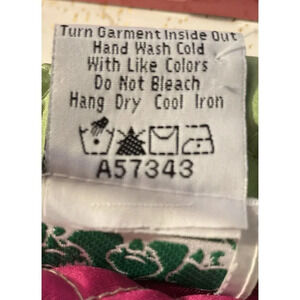 Turn Garment Inside Out
Hand Wash Cold
With Like Colors
Do Not Bleach
Hang Dry Cool Iron
A57343